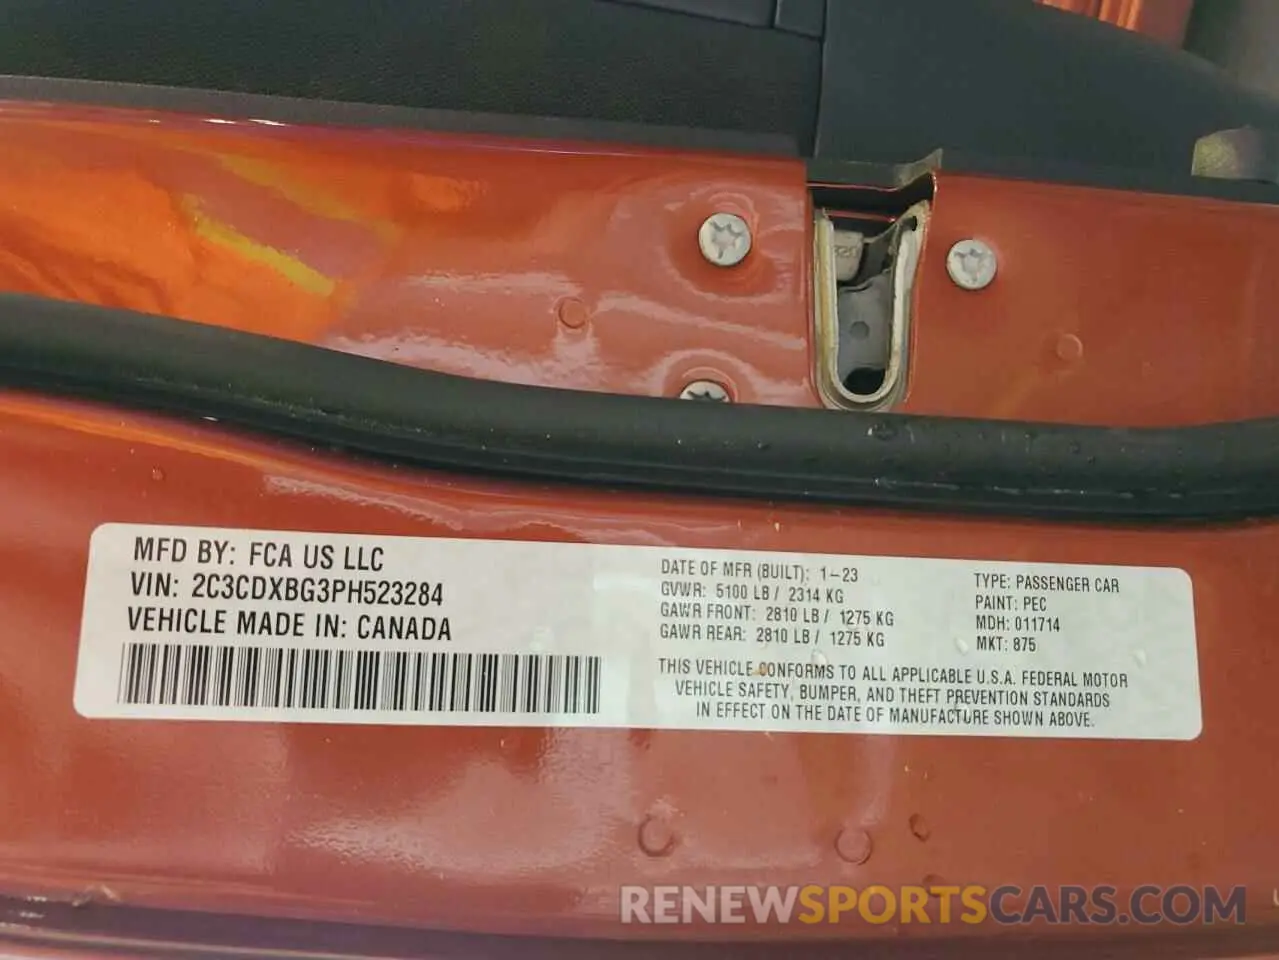 320
MFD BY: FCA US LLC
VIN: 2C3CDXBG3PH523284
VEHICLE MADE IN: CANADA
DATE OF MFR (BUILT): 1-23
GVWR: 5100 LB / 2314 KG
GAWR FRONT: 2810 LB / 1275 KG
GAWR REAR: 2810 LB / 1275 KG
TYPE: PASSENGER CAR
PAINT: PEC
MDH: 011714
MKT: 875
THIS VEHICLE CONFORMS TO ALL APPLICABLE U.S.A. FEDERAL MOTOR
VEHICLE SAFETY, BUMPER, AND THEFT PREVENTION STANDARDS
IN EFFECT ON THE DATE OF MANUFACTURE SHOWN ABOVE.
RENEWSPORTSCARS.COM